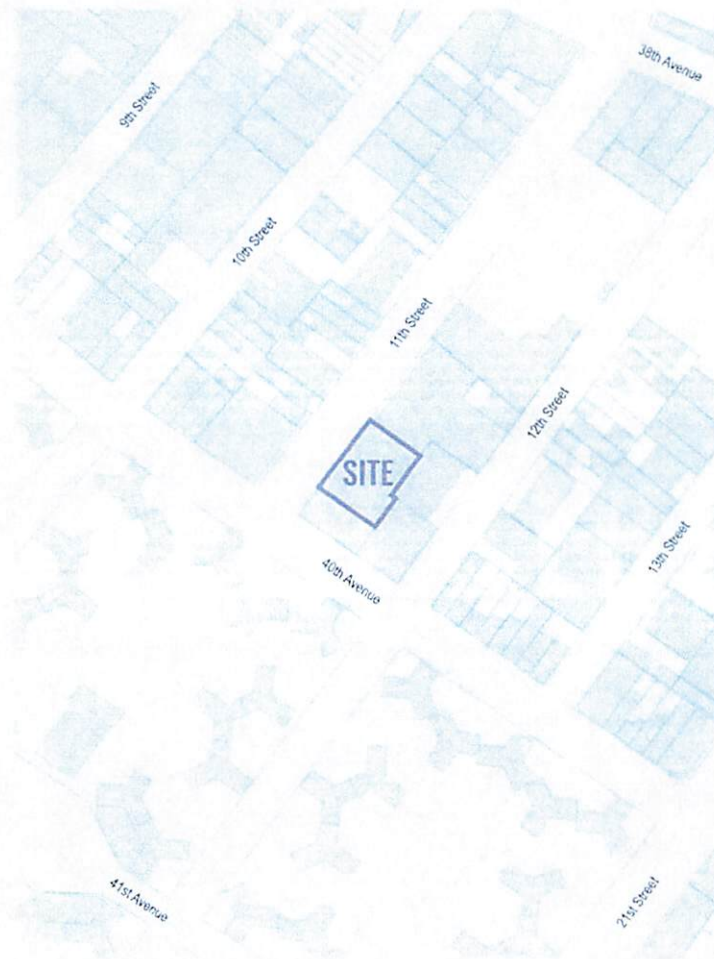 38th Avenue
9th Street
10th Street
11th Street
12th Street
SITE
13th Street
40th Avenue
41st Avenue
21st Street